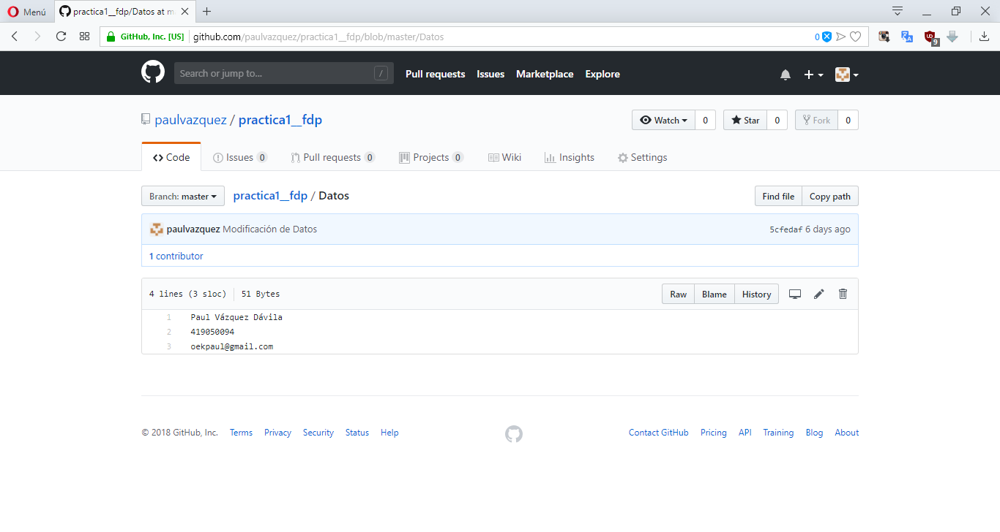 Menú practica1__fdp/Datos at m
GitHub, Inc. [US] github.com/paulvazquez/practica1__fdp/blob/master/Datos 0 9
Search or jump to... / Pull requests Issues Marketplace Explore
paulvazquez / practica1__fdp Watch 0 Star 0 Fork 0
Code Issues 0 Pull requests 0 Projects 0 Wiki Insights Settings
Branch: master practica1__fdp / Datos Find file Copy path
paulvazquez Modificación de Datos 5cfedaf 6 days ago
1 contributor
4 lines (3 sloc) 51 Bytes Raw Blame History
1 Paul Vázquez Dávila
2 419050094
3 oekpaul@gmail.com
© 2018 GitHub, Inc. Terms Privacy Security Status Help Contact GitHub Pricing API Training Blog About